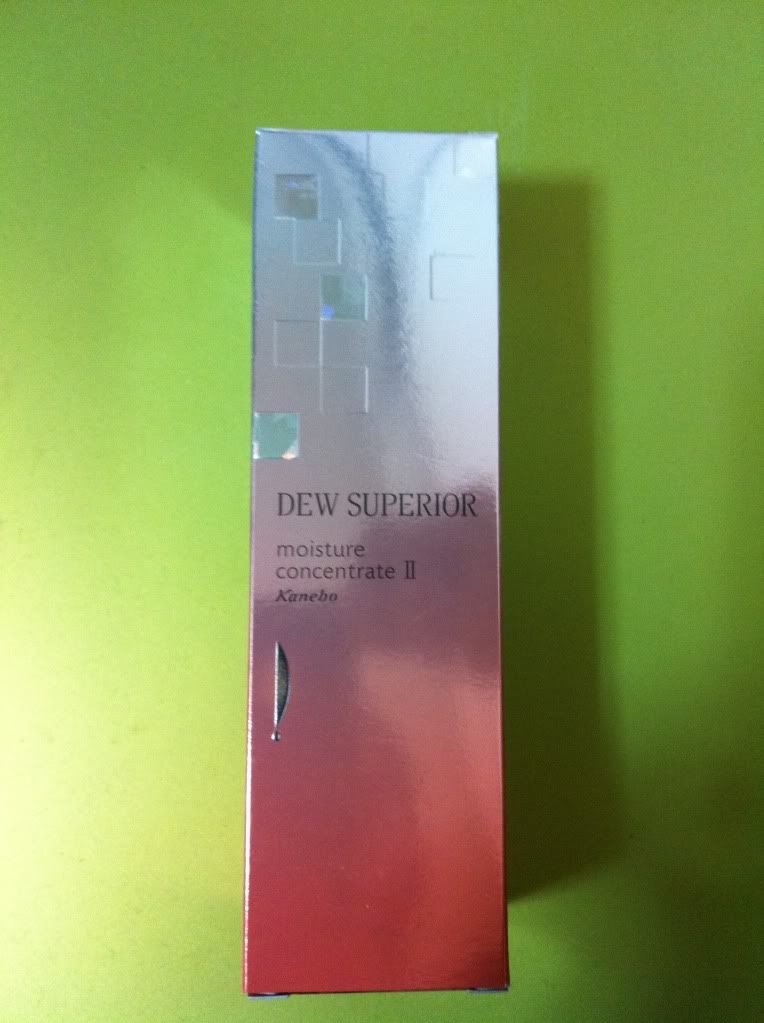 DEW SUPERIOR
moisture
concentrate Ⅱ
Kanebo